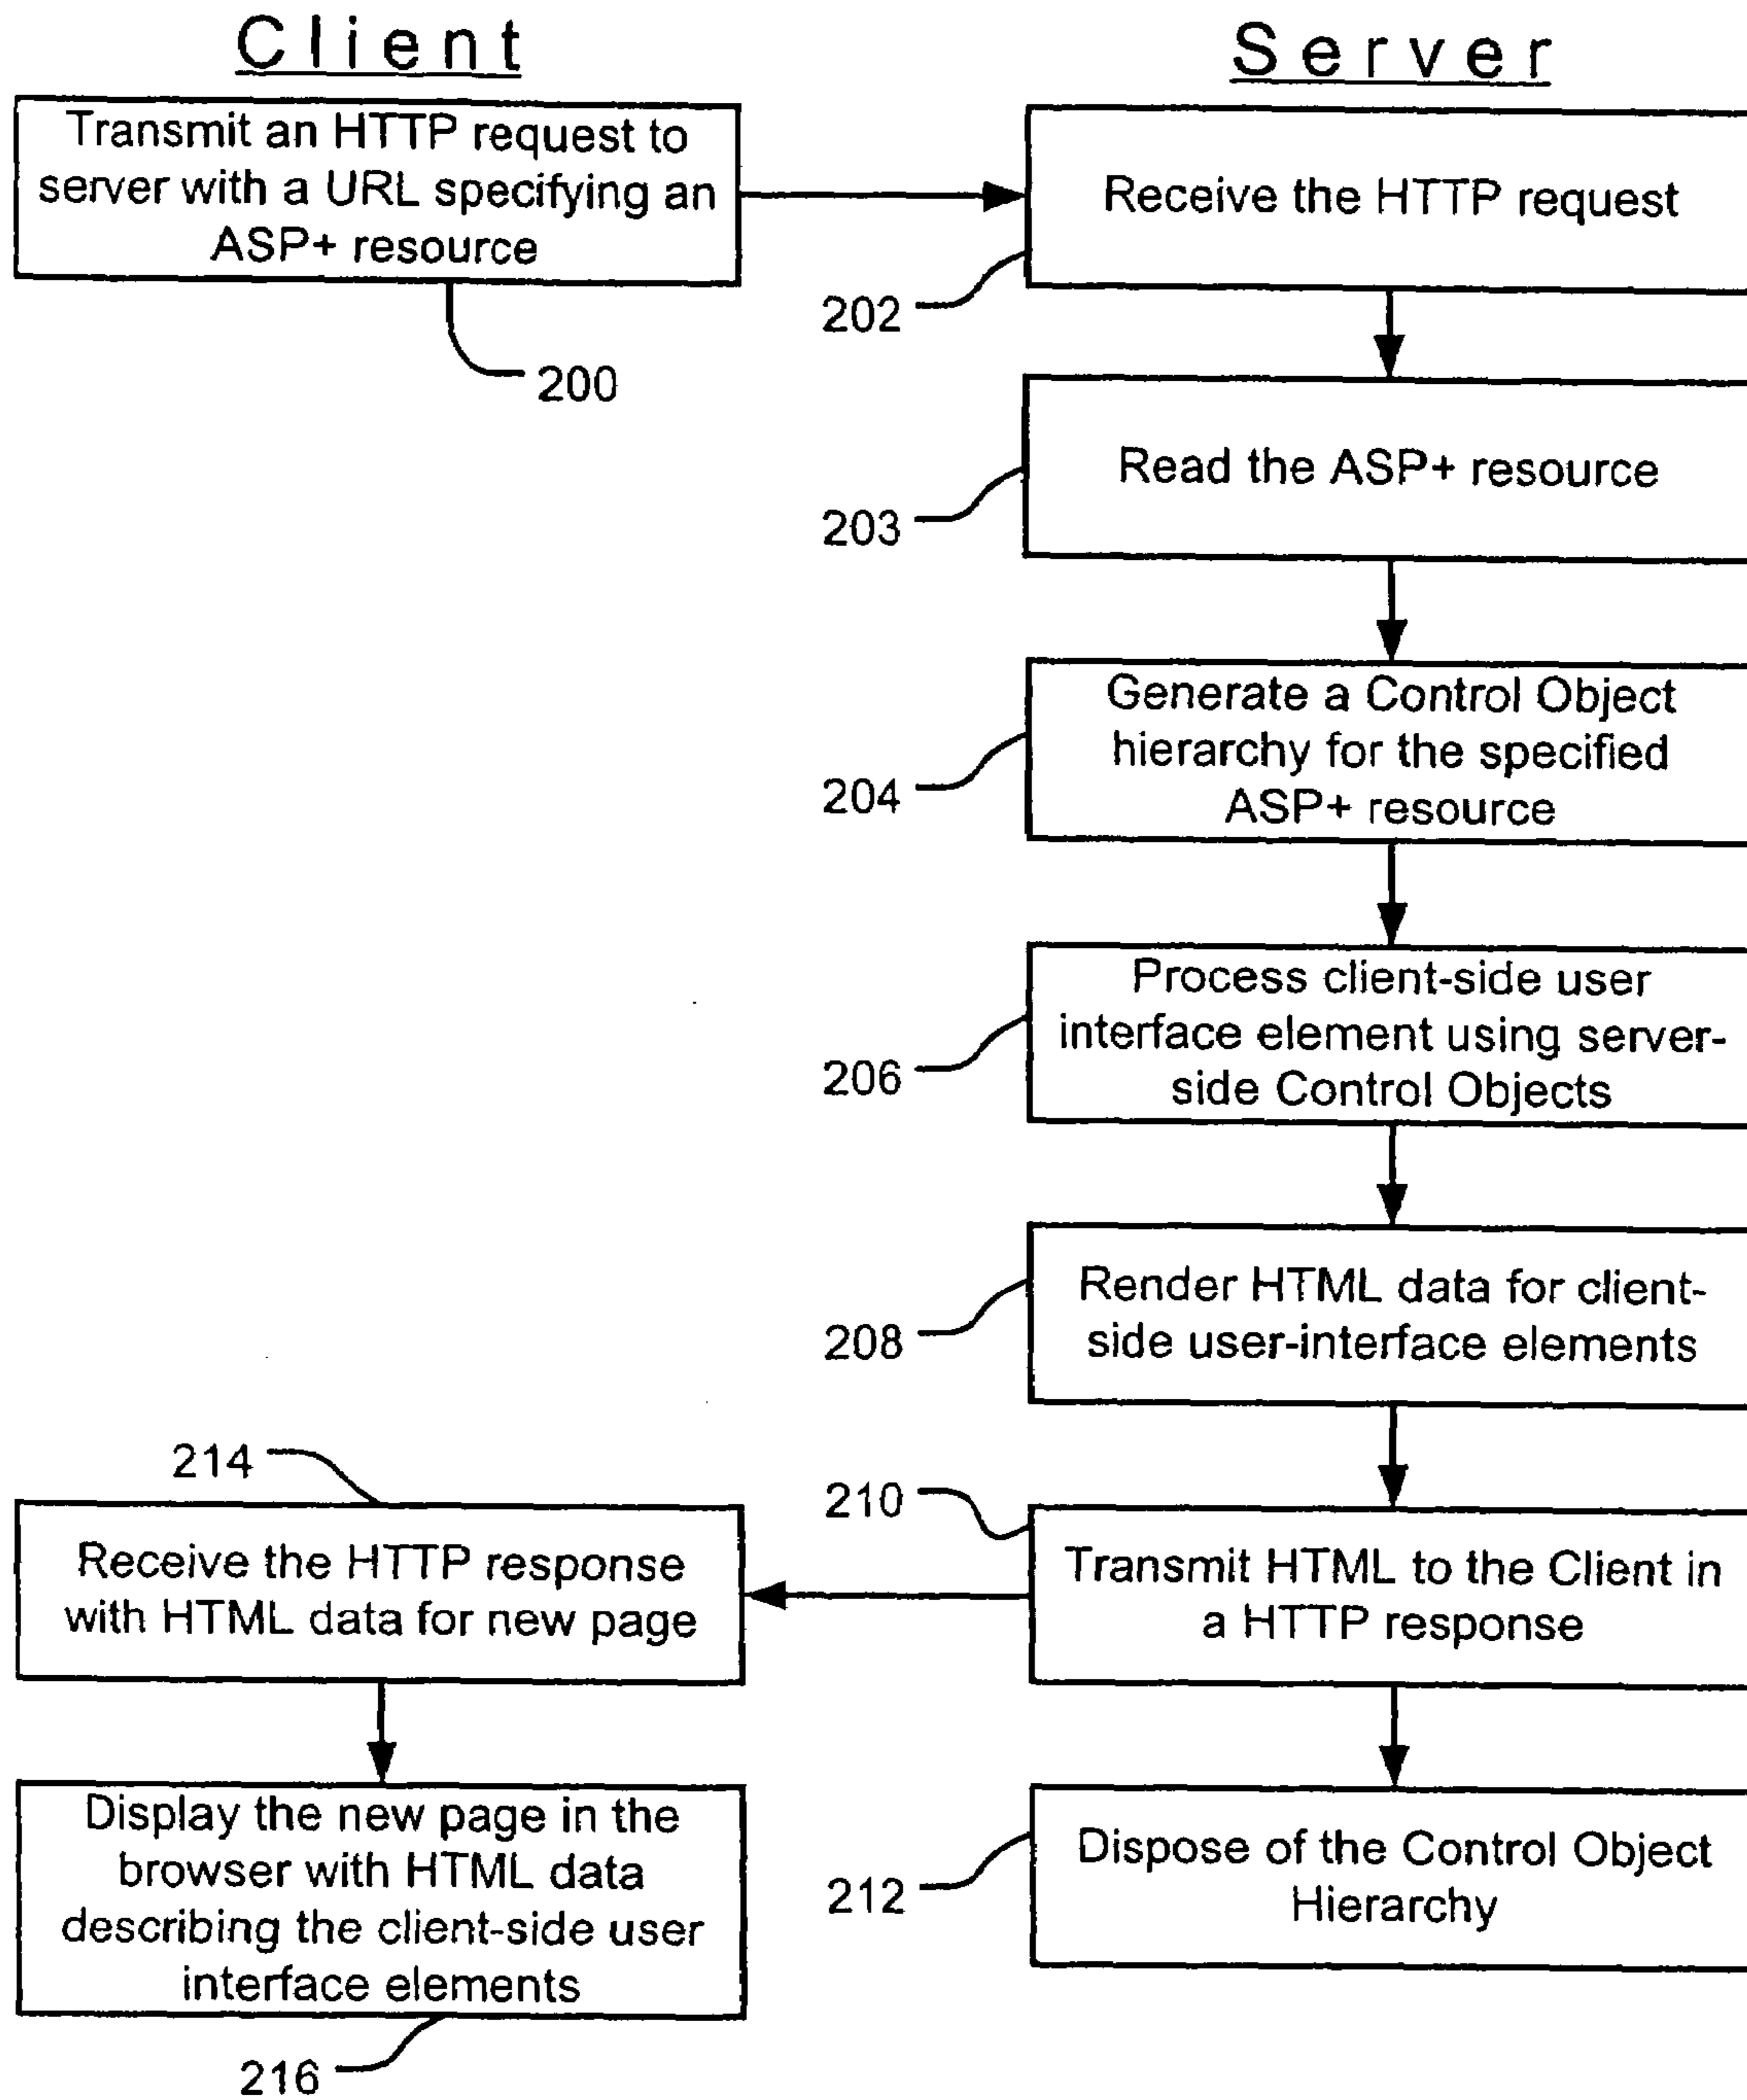 Client
Server
Transmit an HTTP request to
server with a URL specifying an
ASP+ resource
200
Receive the HTTP request
202
Read the ASP+ resource
203
Generate a Control Object
hierarchy for the specified
ASP+ resource
204
Process client-side user
interface element using server-
side Control Objects
206
Render HTML data for client-
side user-interface elements
208
210
Transmit HTML to the Client in
a HTTP response
214
Receive the HTTP response
with HTML data for new page
Display the new page in the
browser with HTML data
describing the client-side user
interface elements
216
Dispose of the Control Object
Hierarchy
212